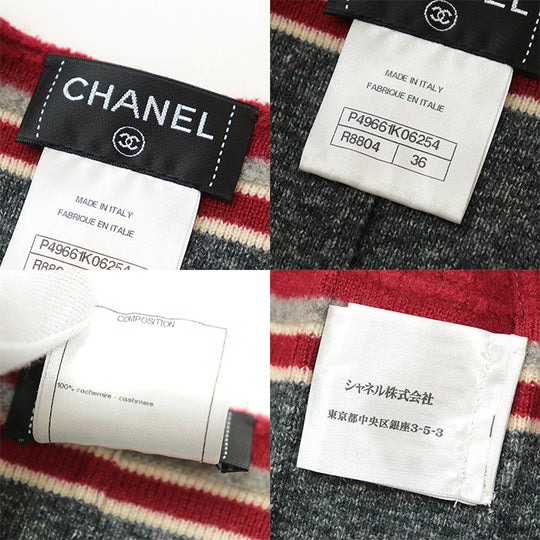 CHANEL
MADE IN ITALY
FABRIQUE EN ITALIE
P49661K06254
R880
MADE IN ITALY
FABRIQUE EN ITALIE
P49661K06254
R8804 36
COMPOSITION
100% cachemire - cashmere
シャネル株式会社
東京都中央区銀座3-5-3